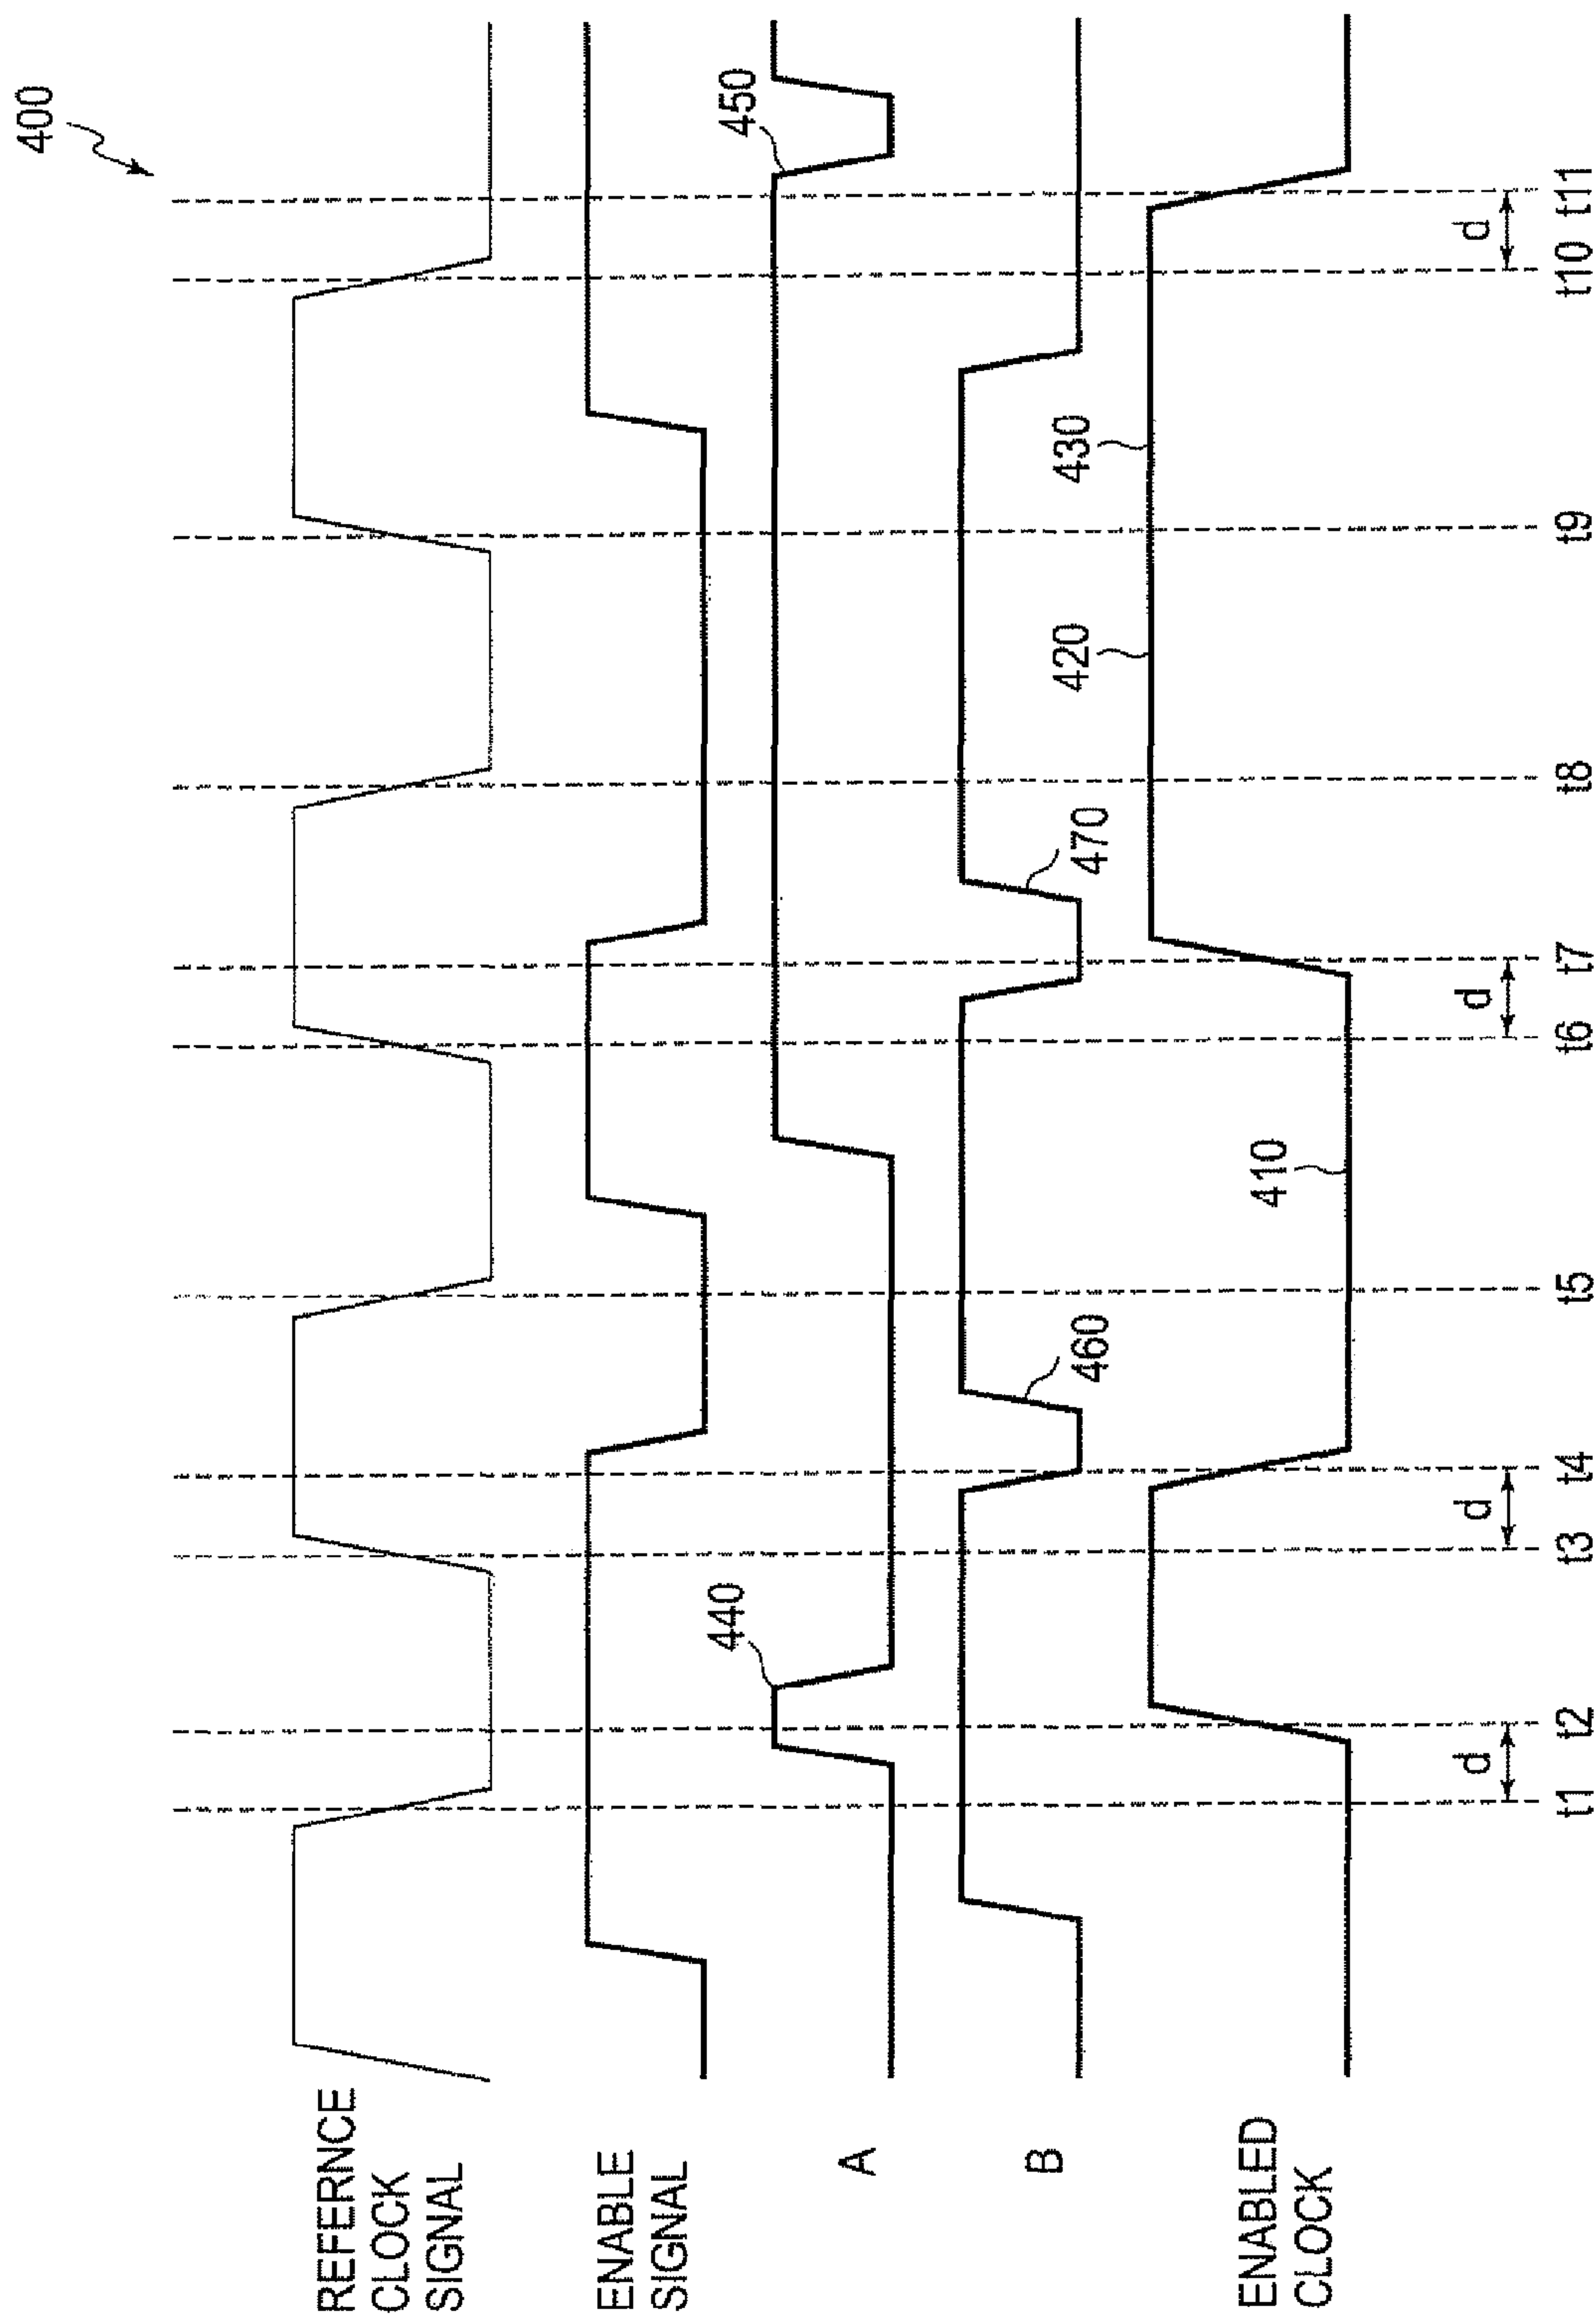 400
REFERNCE
CLOCK
SIGNAL
ENABLE
SIGNAL
440
450
A
B
460
470
420
430
ENABLED
CLOCK
410
d
d
d
d
t1
t2
t3
t4
t5
t6
t7
t8
t9
t10
t11